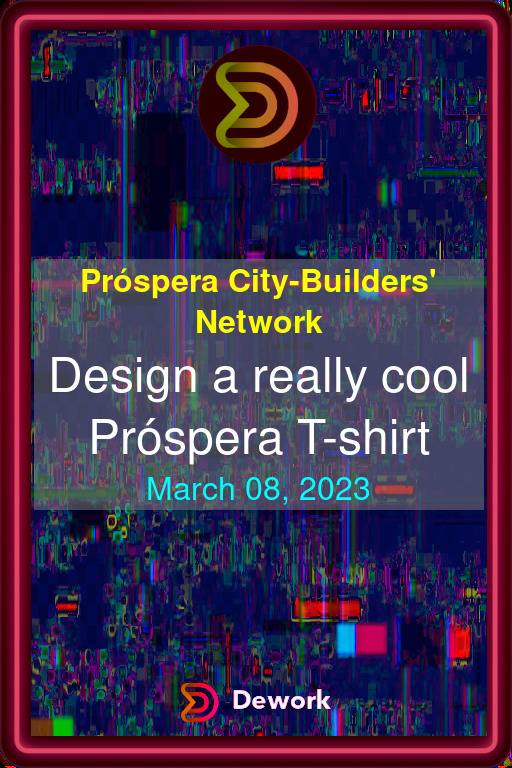 Próspera City-Builders'
Network
Design a really cool
Próspera T-shirt
March 08, 2023
Dework